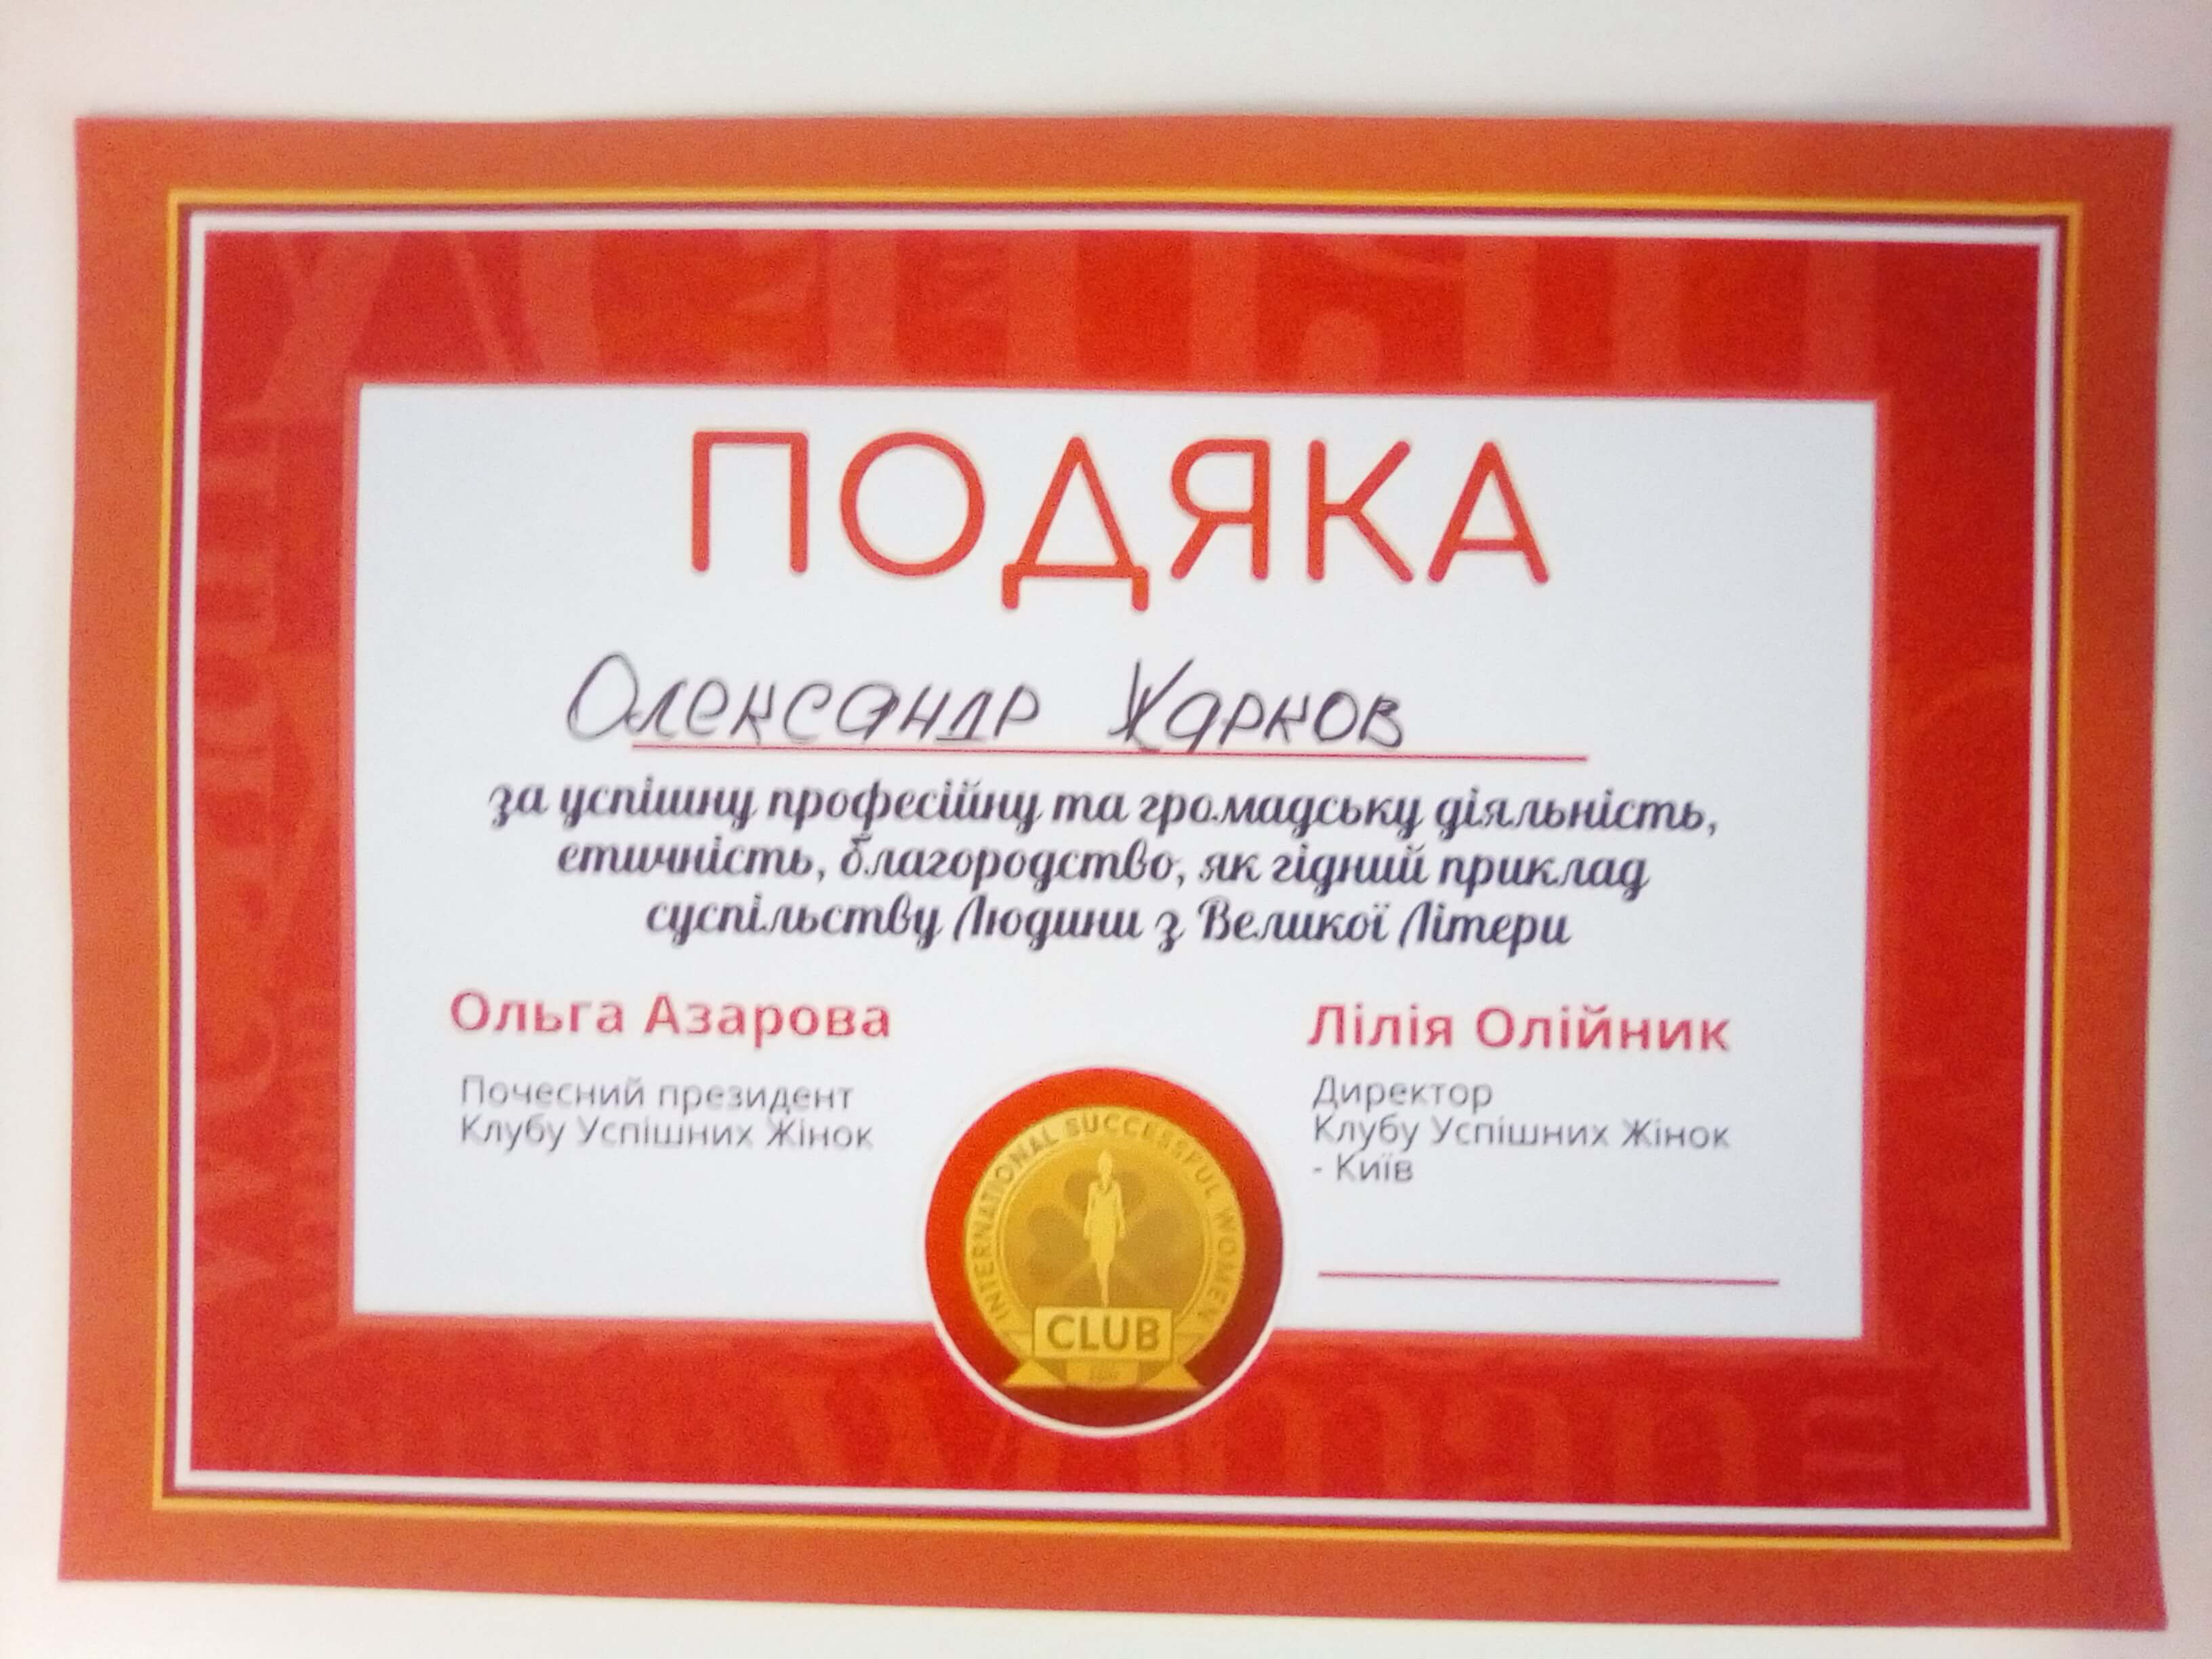 ПОДЯКА
Олександр Жарков
за успішну професійну та громадську діяльність,
етичність, благородство, як гідний приклад
суспільству Людини з Великої Літери
Ольга Азарова
Почесний президент
Клубу Успішних Жінок
Лілія Олійник
Директор
Клубу Успішних Жінок
- Київ
INTERNATIONAL SUCCESSFUL WOMEN
CLUB